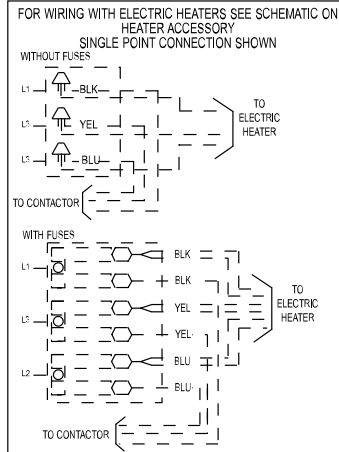 FOR WIRING WITH ELECTRIC HEATERS SEE SCHEMATIC ON
HEATER ACCESSORY
SINGLE POINT CONNECTION SHOWN
WITHOUT FUSES
L1
BLK
TO
ELECTRIC
HEATER
L3
YEL
L3
BLU
TO CONTACTOR
WITH FUSES
BLK
L1
BLK
TO
ELECTRIC
HEATER
YEL
L3
YEL
BLU
L2
BLU
TO CONTACTOR